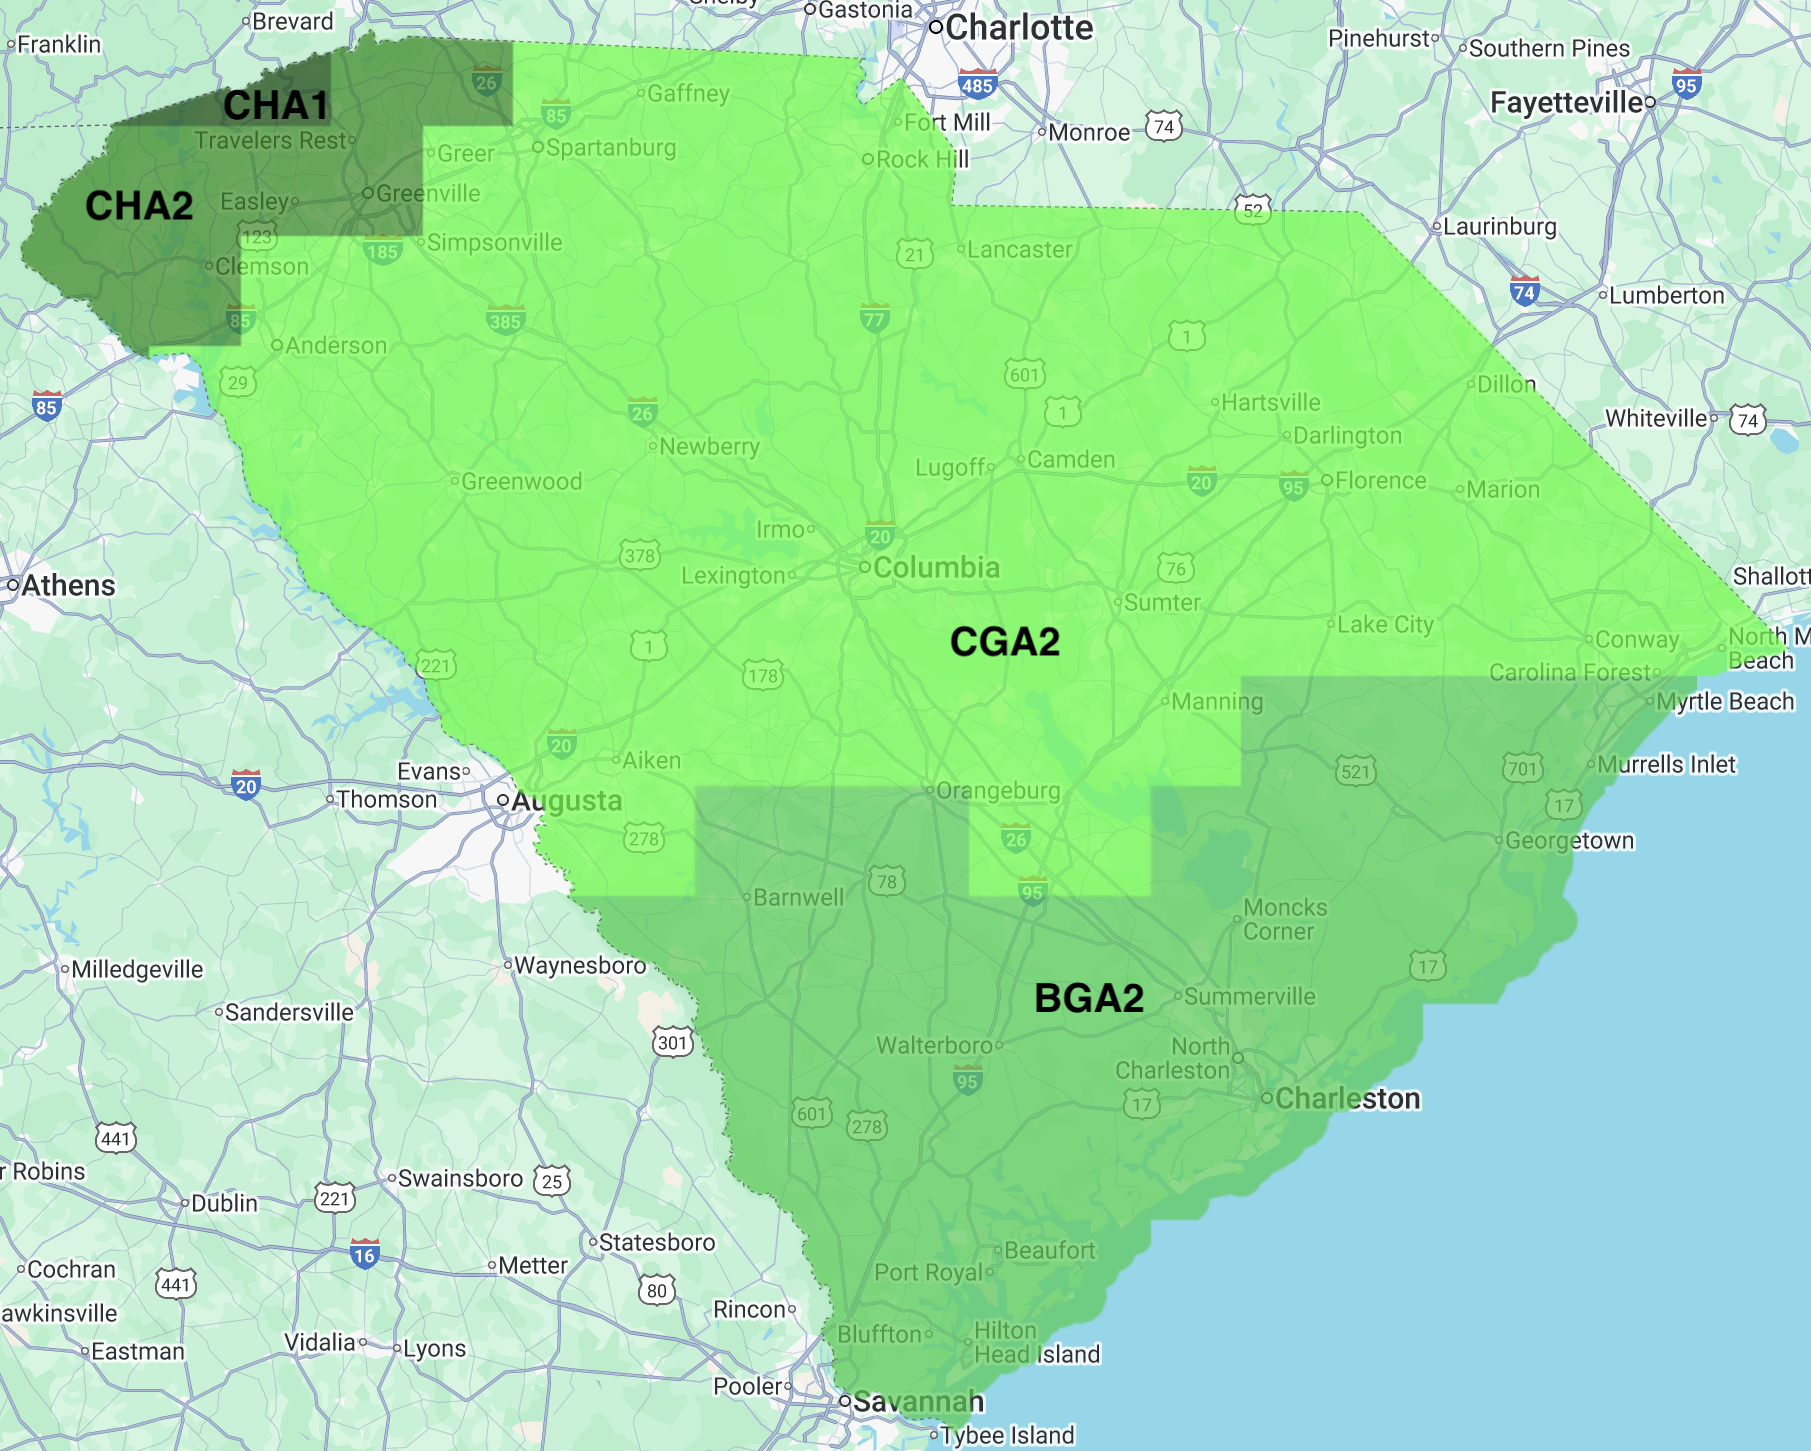 Brevard
Shelby
Gastonia
Charlotte
Franklin
Pinehurst
Southern Pines
26
485
95
Gaffney
CHA1
Fayetteville
85
Fort Mill
Monroe
74
Travelers Rest
Greer
Spartanburg
Rock Hill
CHA2
Easley
Greenville
52
123
185
Simpsonville
21
Lancaster
Laurinburg
Clemson
74
Lumberton
85
385
77
1
Anderson
29
601
Dillon
85
26
1
Hartsville
Whiteville
74
Newberry
Darlington
Lugoff
Camden
Greenwood
20
95
Florence
Marion
Irmo
20
378
Lexington
Columbia
76
Shallott
Athens
Sumter
Lake City
CGA2
Conway
North M
Beach
1
221
178
Carolina Forest
Manning
Myrtle Beach
20
Aiken
Evans
20
521
701
Murrells Inlet
Thomson
Augusta
Orangeburg
17
278
26
Georgetown
78
95
Barnwell
Moncks
Corner
Milledgeville
Waynesboro
17
BGA2
Summerville
Sandersville
301
Walterboro
North
Charleston
95
601
278
17
Charleston
441
r Robins
Swainsboro
25
221
Dublin
16
Statesboro
Beaufort
Cochran
Metter
Port Royal
441
80
awkinsville
Rincon
Bluffton
Hilton
Head Island
Vidalia
Lyons
Eastman
Pooler
Savannah
Tybee Island